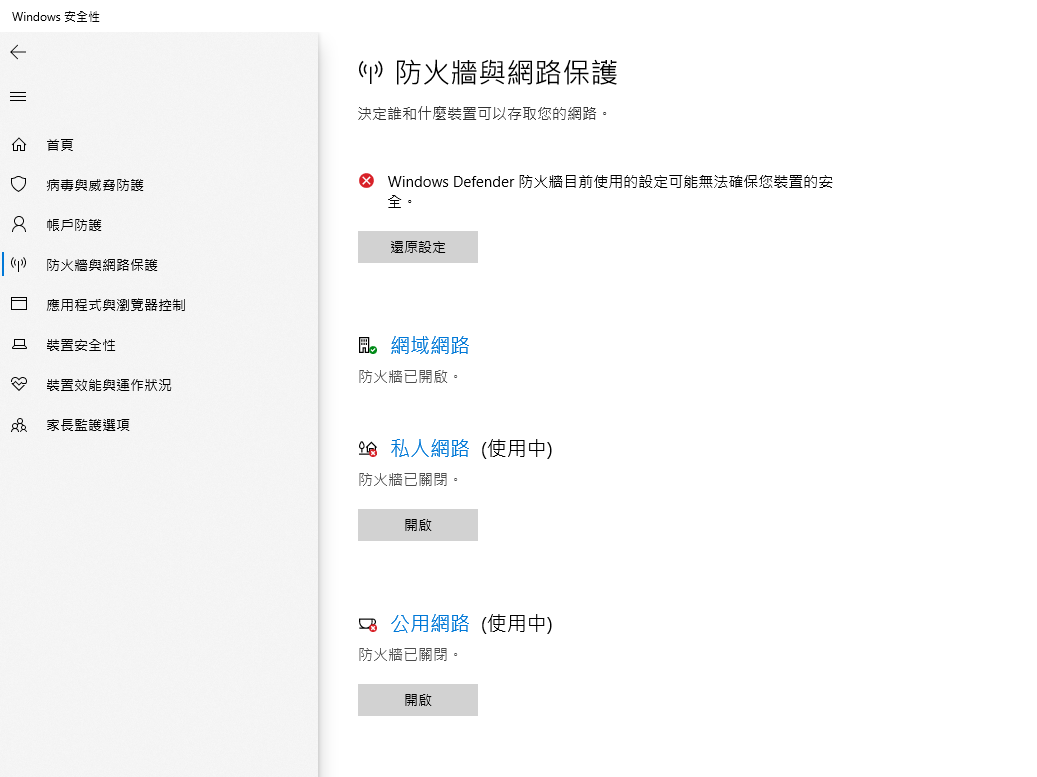 Windows 安全性
首頁
病毒與威脅防護
帳戶防護
防火牆與網路保護
應用程式與瀏覽器控制
裝置安全性
裝置效能與運作狀況
家長監護選項
防火牆與網路保護
決定誰和什麼裝置可以存取您的網路。
Windows Defender 防火牆目前使用的設定可能無法確保您裝置的安
全。
還原設定
網域網路
防火牆已開啟。
私人網路 (使用中)
防火牆已關閉。
開啟
公用網路 (使用中)
防火牆已關閉。
開啟